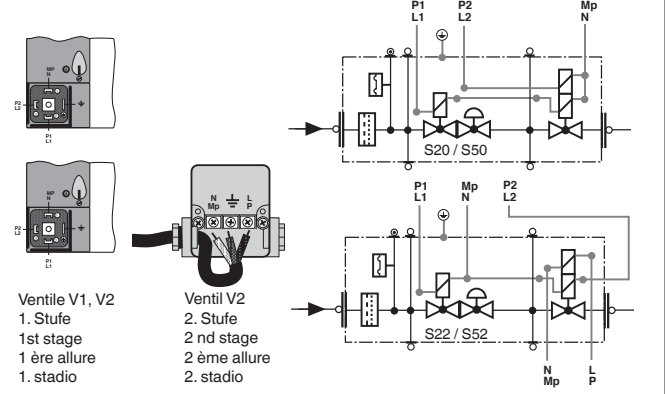 MP
N
P2
L2
P1
L1
MP
N
P2
L2
P1
L1
N
Mp
L
P
Ventile V1, V2
1. Stufe
1st stage
1 ère allure
1. stadio
Ventil V2
2. Stufe
2 nd stage
2 ème allure
2. stadio
P1 P2 Mp
L1 L2 N
S20 / S50
P1 Mp P2
L1 N L2
S22 / S52
N L
Mp P